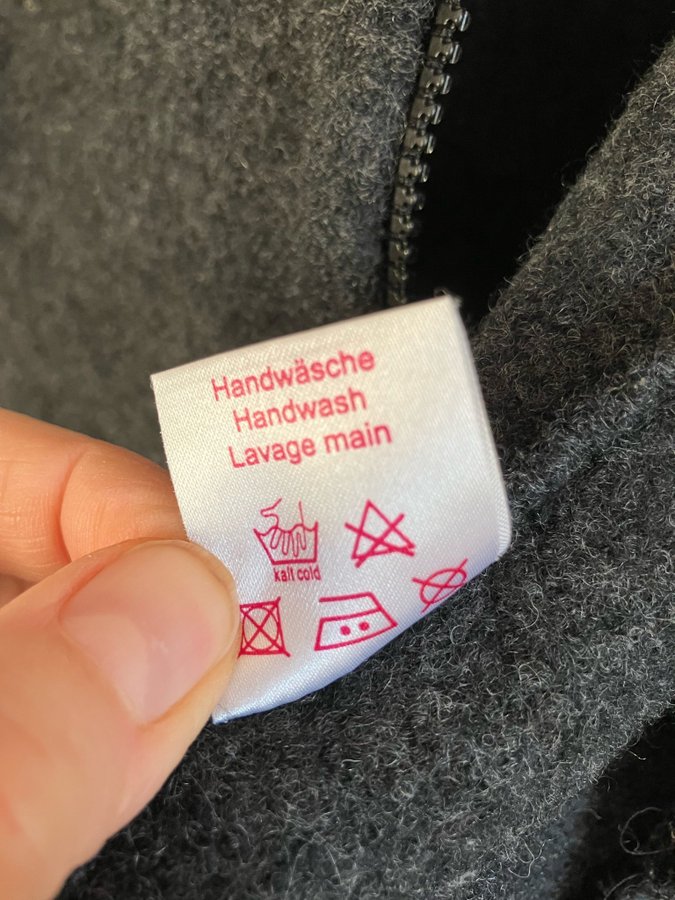 Handwäsche
Handwash
Lavage main
kalt cold